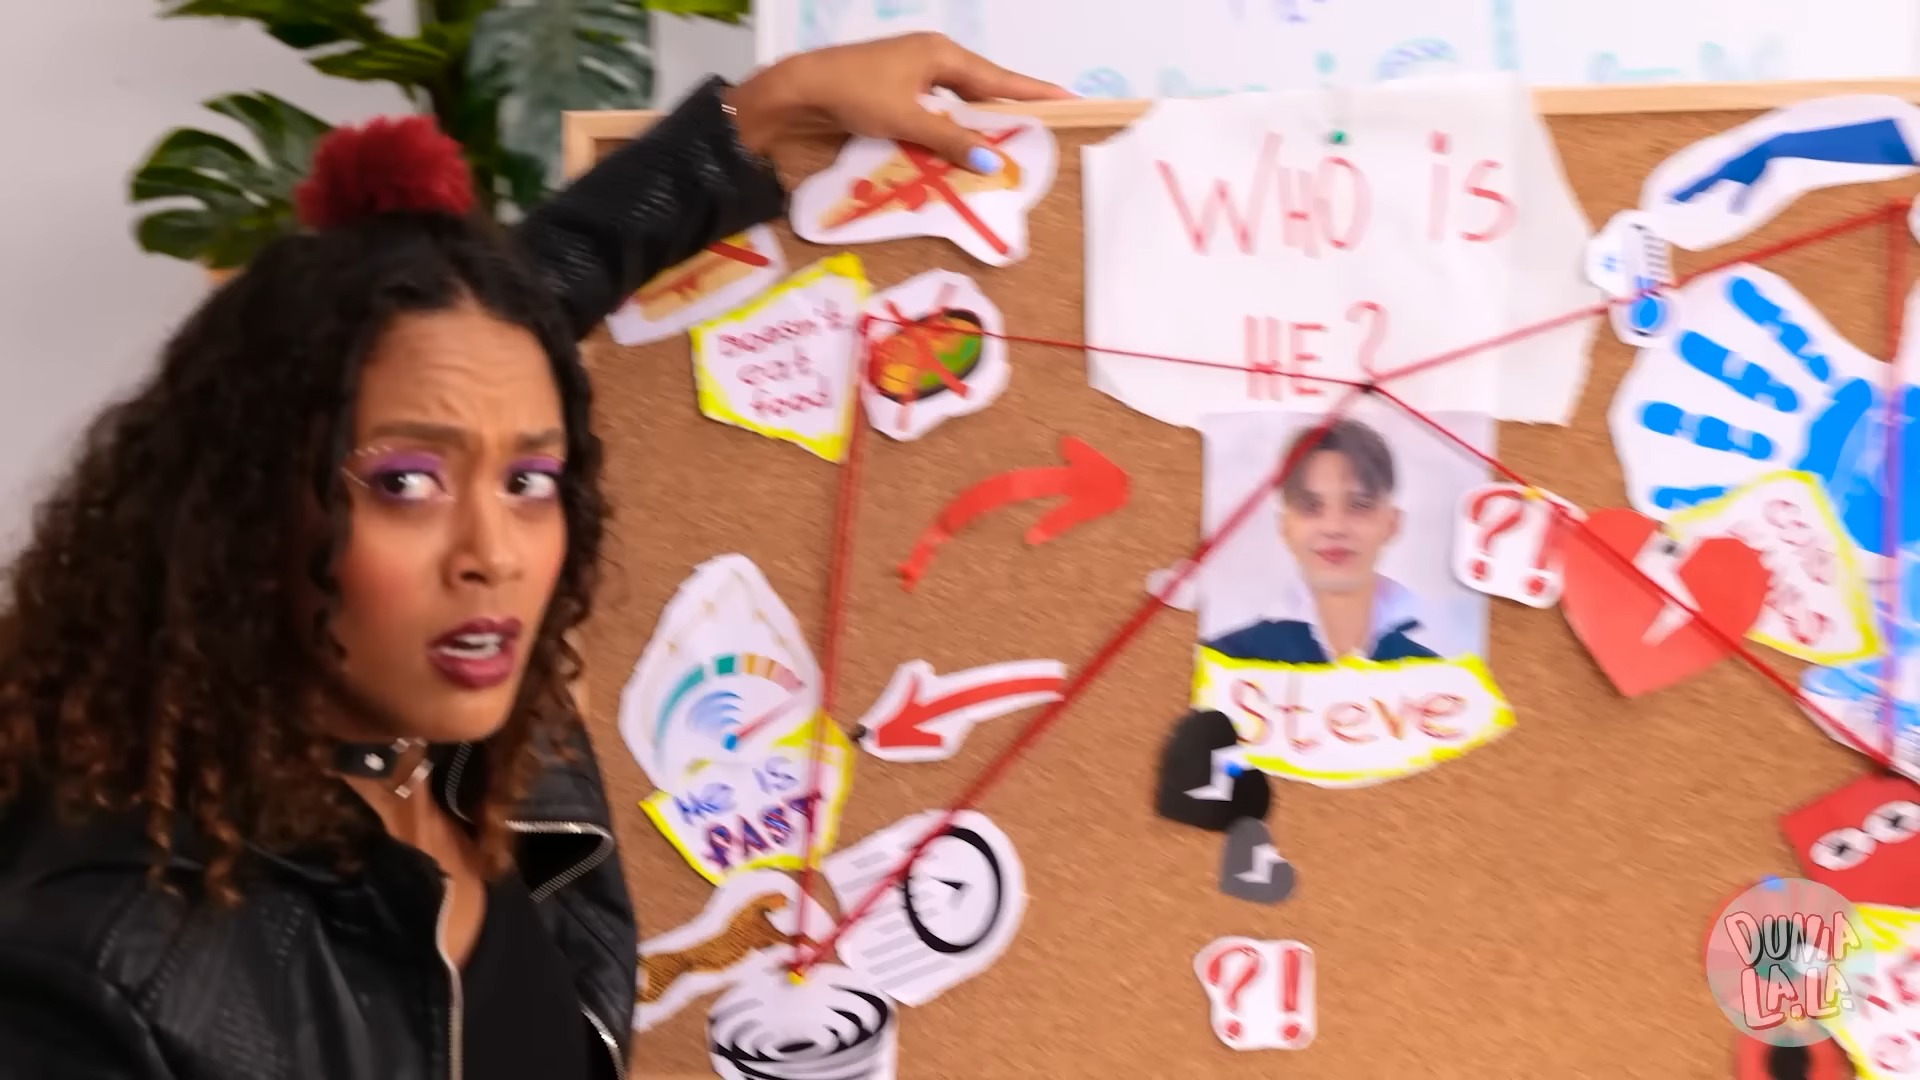 WHO is
HE?
Doesn't
eat
food
?!
Steve
He is
FAST
?!
DUNIA
LA.LA.